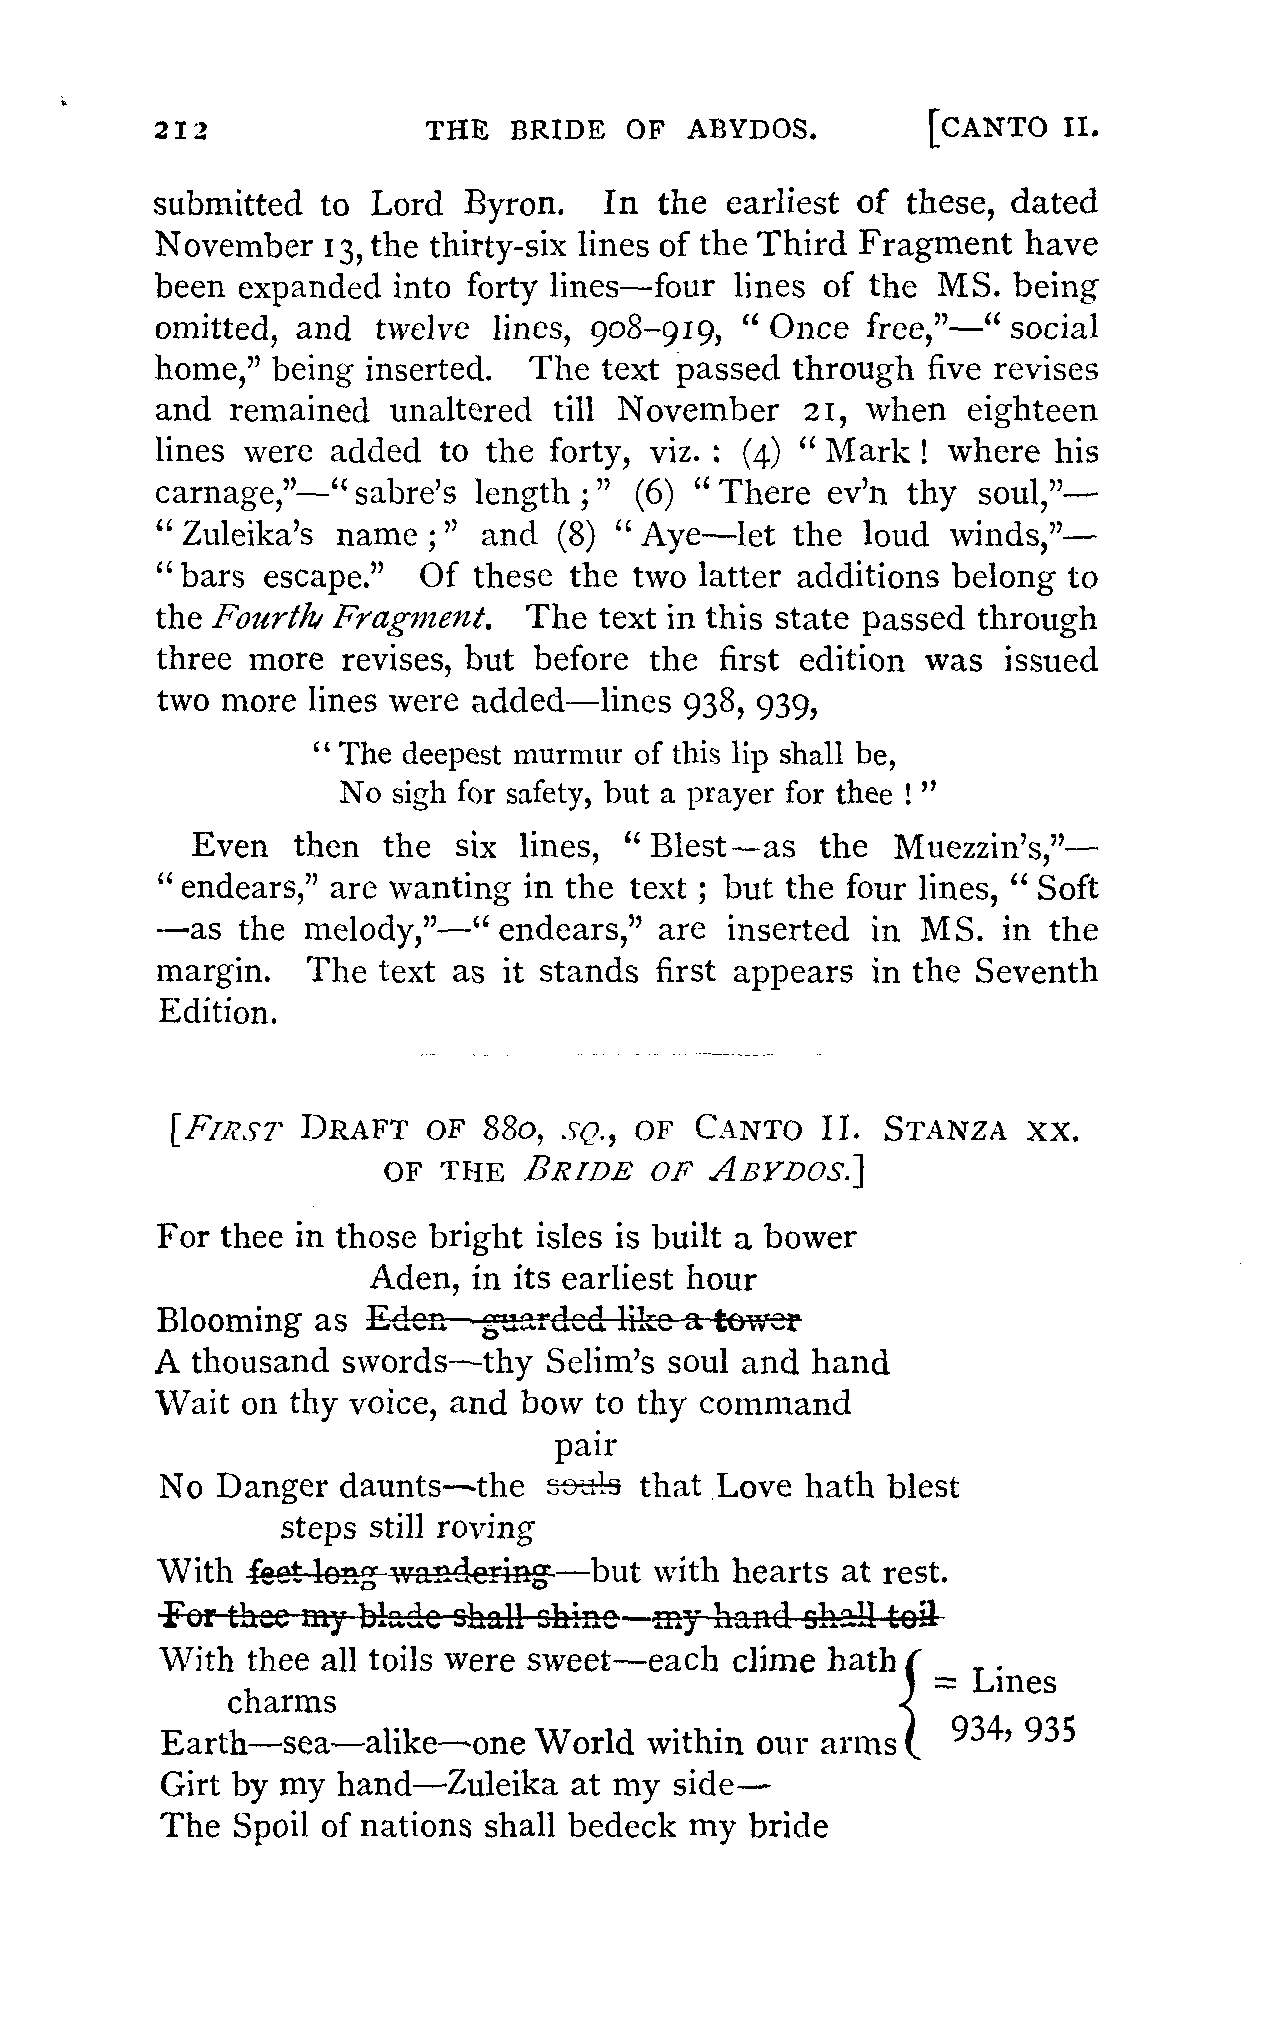 212 THE BRIDE OF ABYDOS. [CANTO II.
submitted to Lord Byron. In the earliest of these, dated
November 13, the thirty-six lines of the Third Fragment have
been expanded into forty lines—four lines of the MS. being
omitted, and twelve lines, 908–919, "Once free,"—"social
home," being inserted. The text passed through five revises
and remained unaltered till November 21, when eighteen
lines were added to the forty, viz. : (4) "Mark! where his
carnage,"—"sabre's length;" (6) "There ev'n thy soul,"—
"Zuleika's name;" and (8) "Aye—let the loud winds,"—
"bars escape." Of these the two latter additions belong to
the Fourth Fragment. The text in this state passed through
three more revises, but before the first edition was issued
two more lines were added—lines 938, 939,
"The deepest murmur of this lip shall be,
No sigh for safety, but a prayer for thee!"
Even then the six lines, "Blest—as the Muezzin's,"—
"endears," are wanting in the text; but the four lines, "Soft
—as the melody,"—"endears," are inserted in MS. in the
margin. The text as it stands first appears in the Seventh
Edition.
[FIRST DRAFT OF 880, SQ., OF CANTO II. STANZA XX.
OF THE BRIDE OF ABYDOS.]
For thee in those bright isles is built a bower
Aden, in its earliest hour
Blooming as Eden—guarded like a tower
A thousand swords—thy Selim's soul and hand
Wait on thy voice, and bow to thy command
pair
No Danger daunts—the souls that Love hath blest
steps still roving
With feet long wandering—but with hearts at rest.
For thee my blade shall shine—my hand shall toil
With thee all toils were sweet—each clime hath
charms
Earth—sea—alike—one World within our arms
= Lines
934, 935
Girt by my hand—Zuleika at my side—
The Spoil of nations shall bedeck my bride